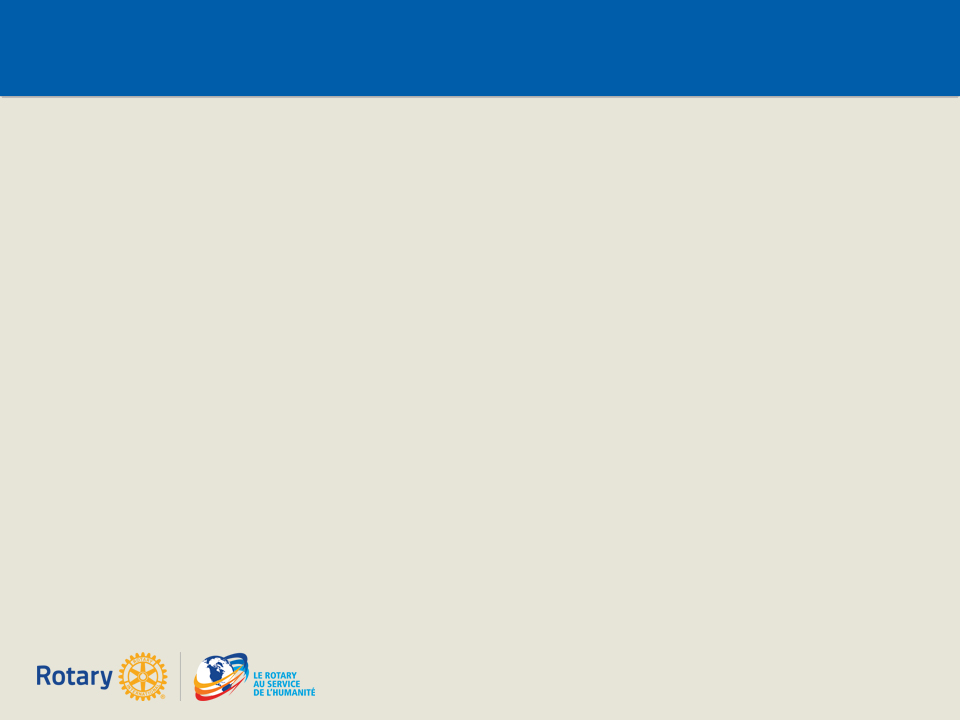 Rotary
LE ROTARY
AU SERVICE
DE L'HUMANITÉ